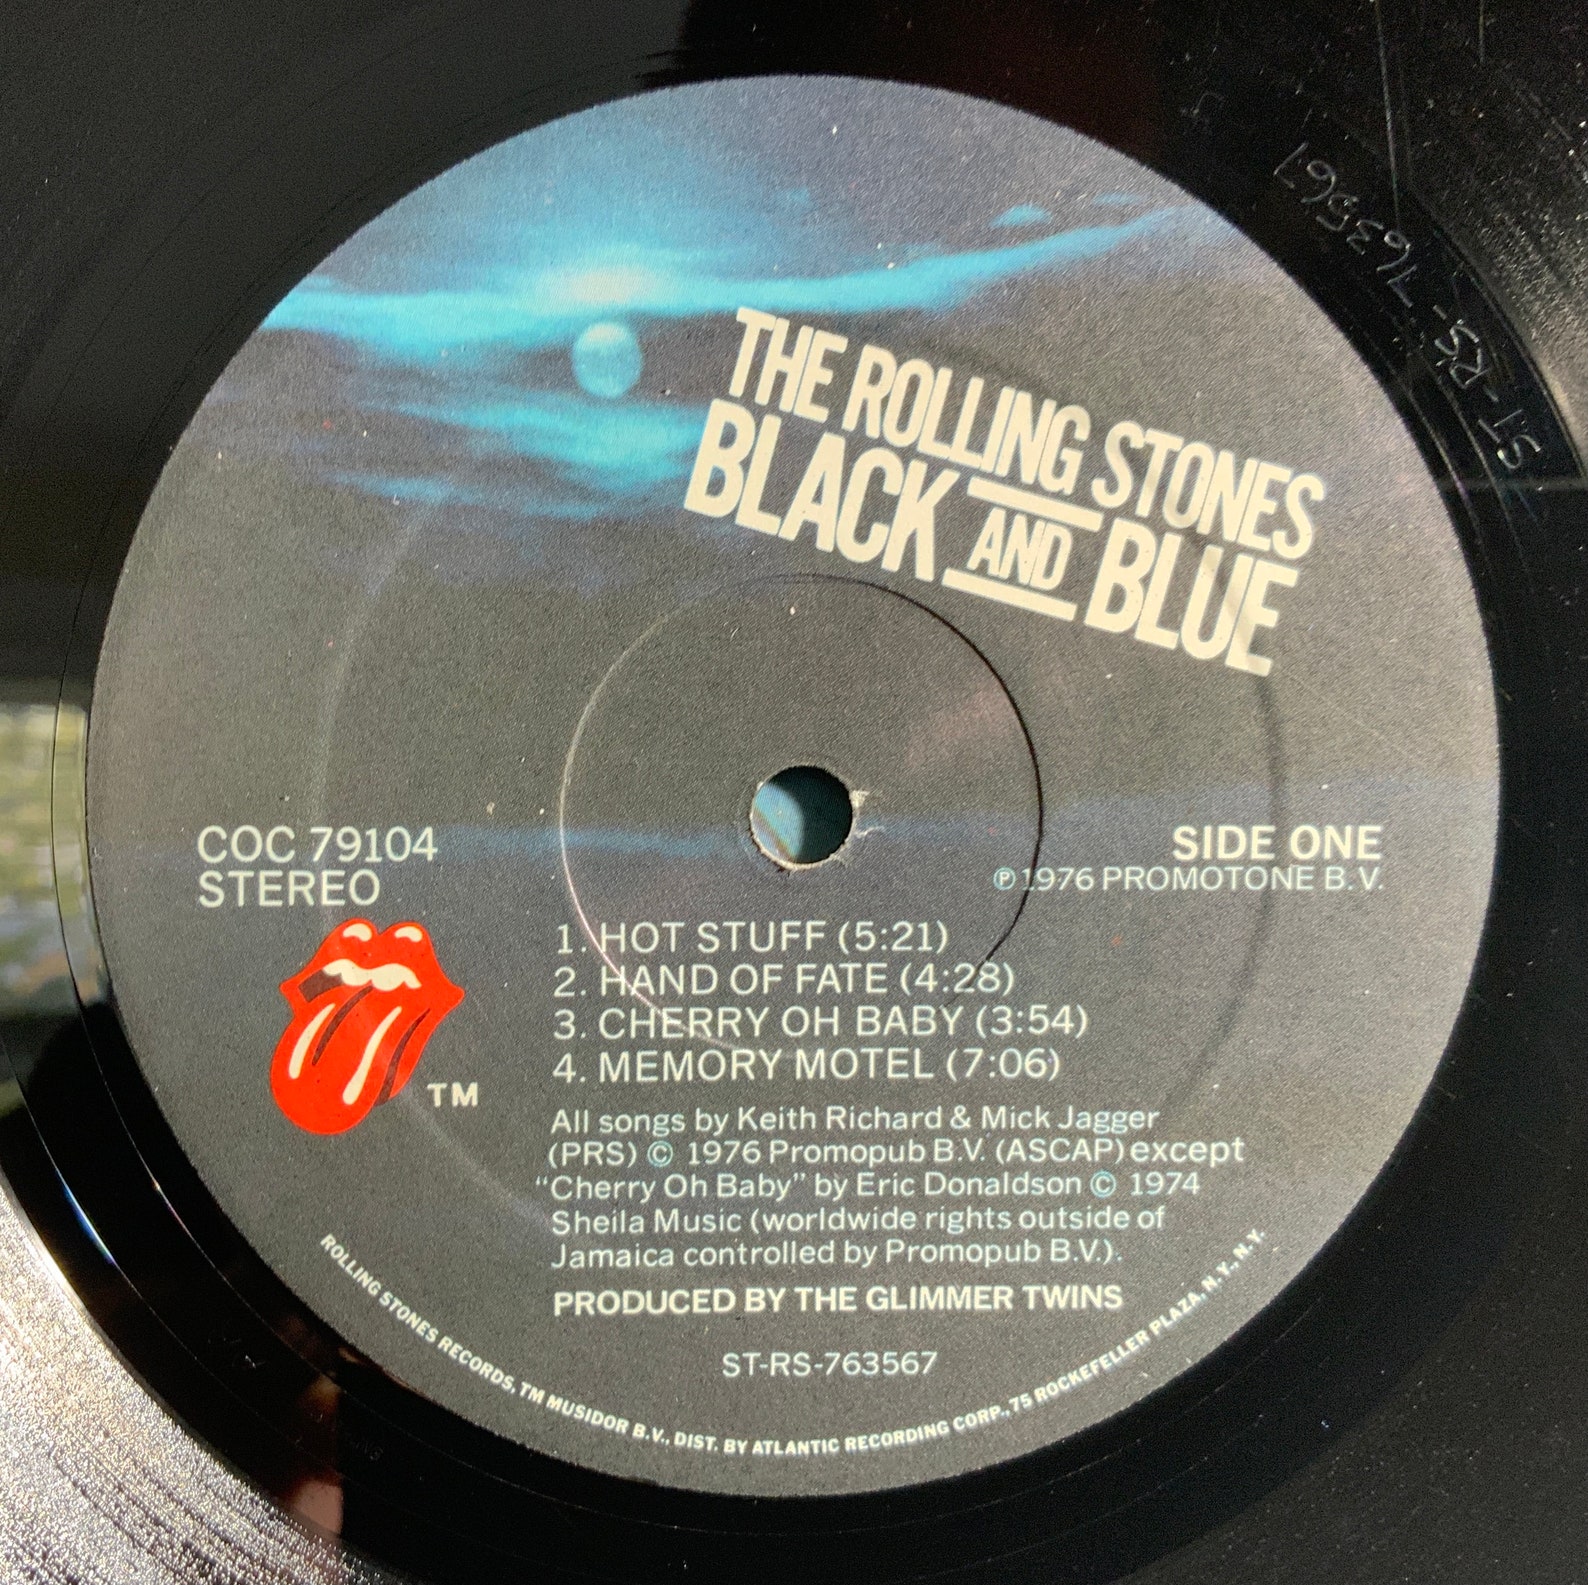 THE ROLLING STONES
BLACK AND BLUE
COC 79104
STEREO
SIDE ONE
℗ 1976 PROMOTONE B.V.
1. HOT STUFF (5:21)
2. HAND OF FATE (4:28)
3. CHERRY OH BABY (3:54)
4. MEMORY MOTEL (7:06)
TM
All songs by Keith Richard & Mick Jagger
(PRS) © 1976 Promopub B.V. (ASCAP) except
“Cherry Oh Baby” by Eric Donaldson © 1974
Sheila Music (worldwide rights outside of
Jamaica controlled by Promopub B.V.).
PRODUCED BY THE GLIMMER TWINS
ST-RS-763567
ROLLING STONES RECORDS, TM MUSIDOR B.V., DIST. BY ATLANTIC RECORDING CORP., 75 ROCKEFELLER PLAZA, N.Y., N.Y.
ST-RS-763567